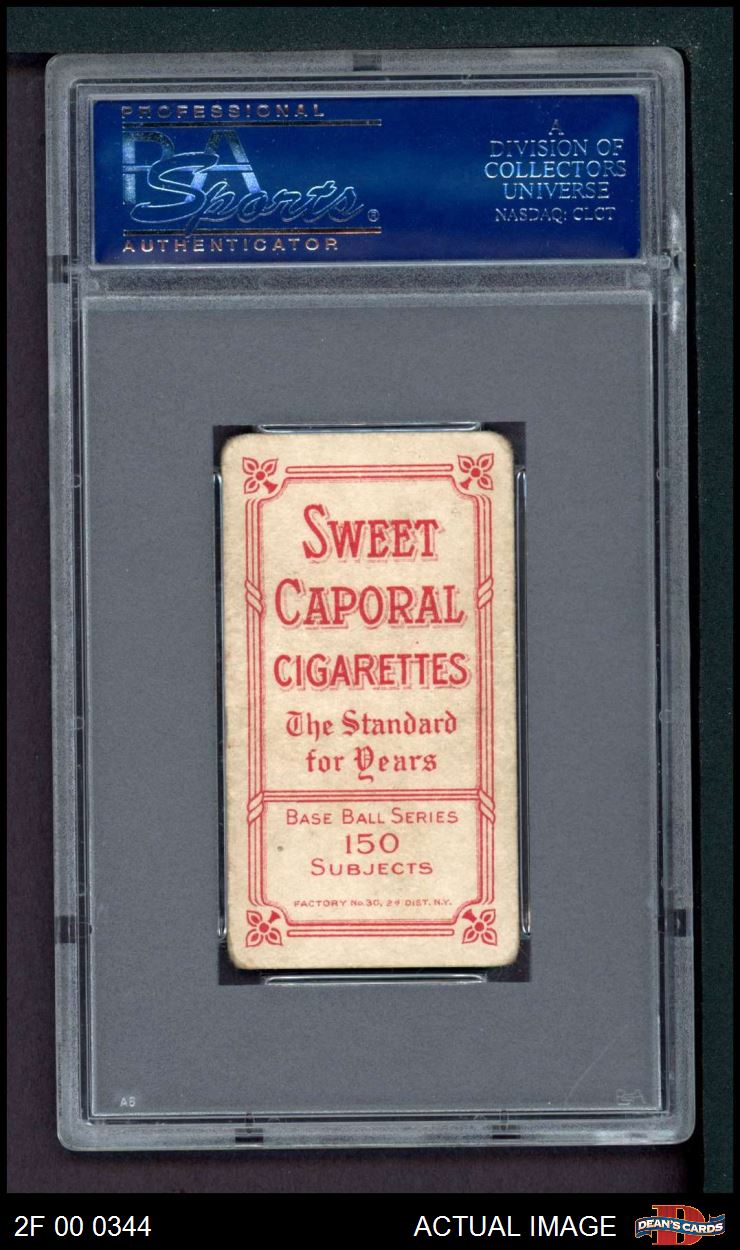 PROFESSIONAL
PSA
Sports®
AUTHENTICATOR
A
DIVISION OF
COLLECTORS
UNIVERSE
NASDAQ: CLCT
SWEET
CAPORAL
CIGARETTES
The Standard
for Years
BASE BALL SERIES
150
SUBJECTS
FACTORY No. 30, 2d DIST. N.Y.
PSA
2F 00 0344
ACTUAL IMAGE
D
DEAN'S CARDS